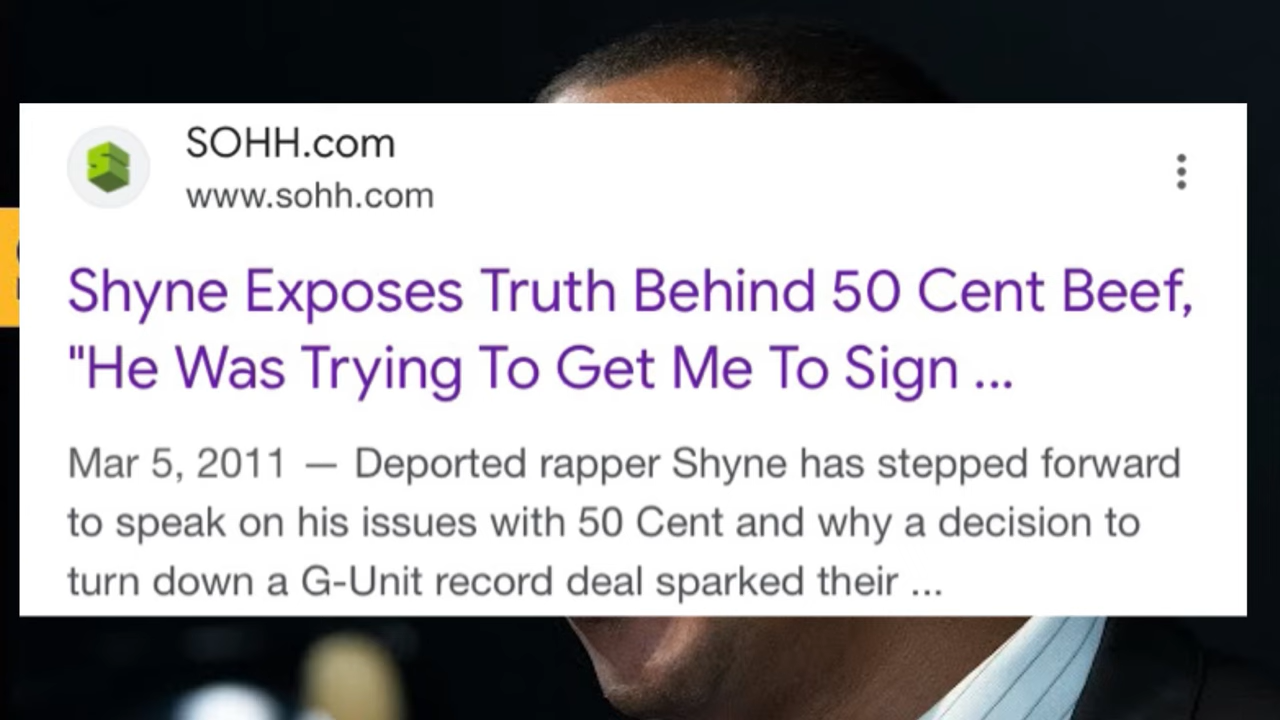 SOHH.com
www.sohh.com
Shyne Exposes Truth Behind 50 Cent Beef,
"He Was Trying To Get Me To Sign ...
Mar 5, 2011 — Deported rapper Shyne has stepped forward
to speak on his issues with 50 Cent and why a decision to
turn down a G-Unit record deal sparked their ...